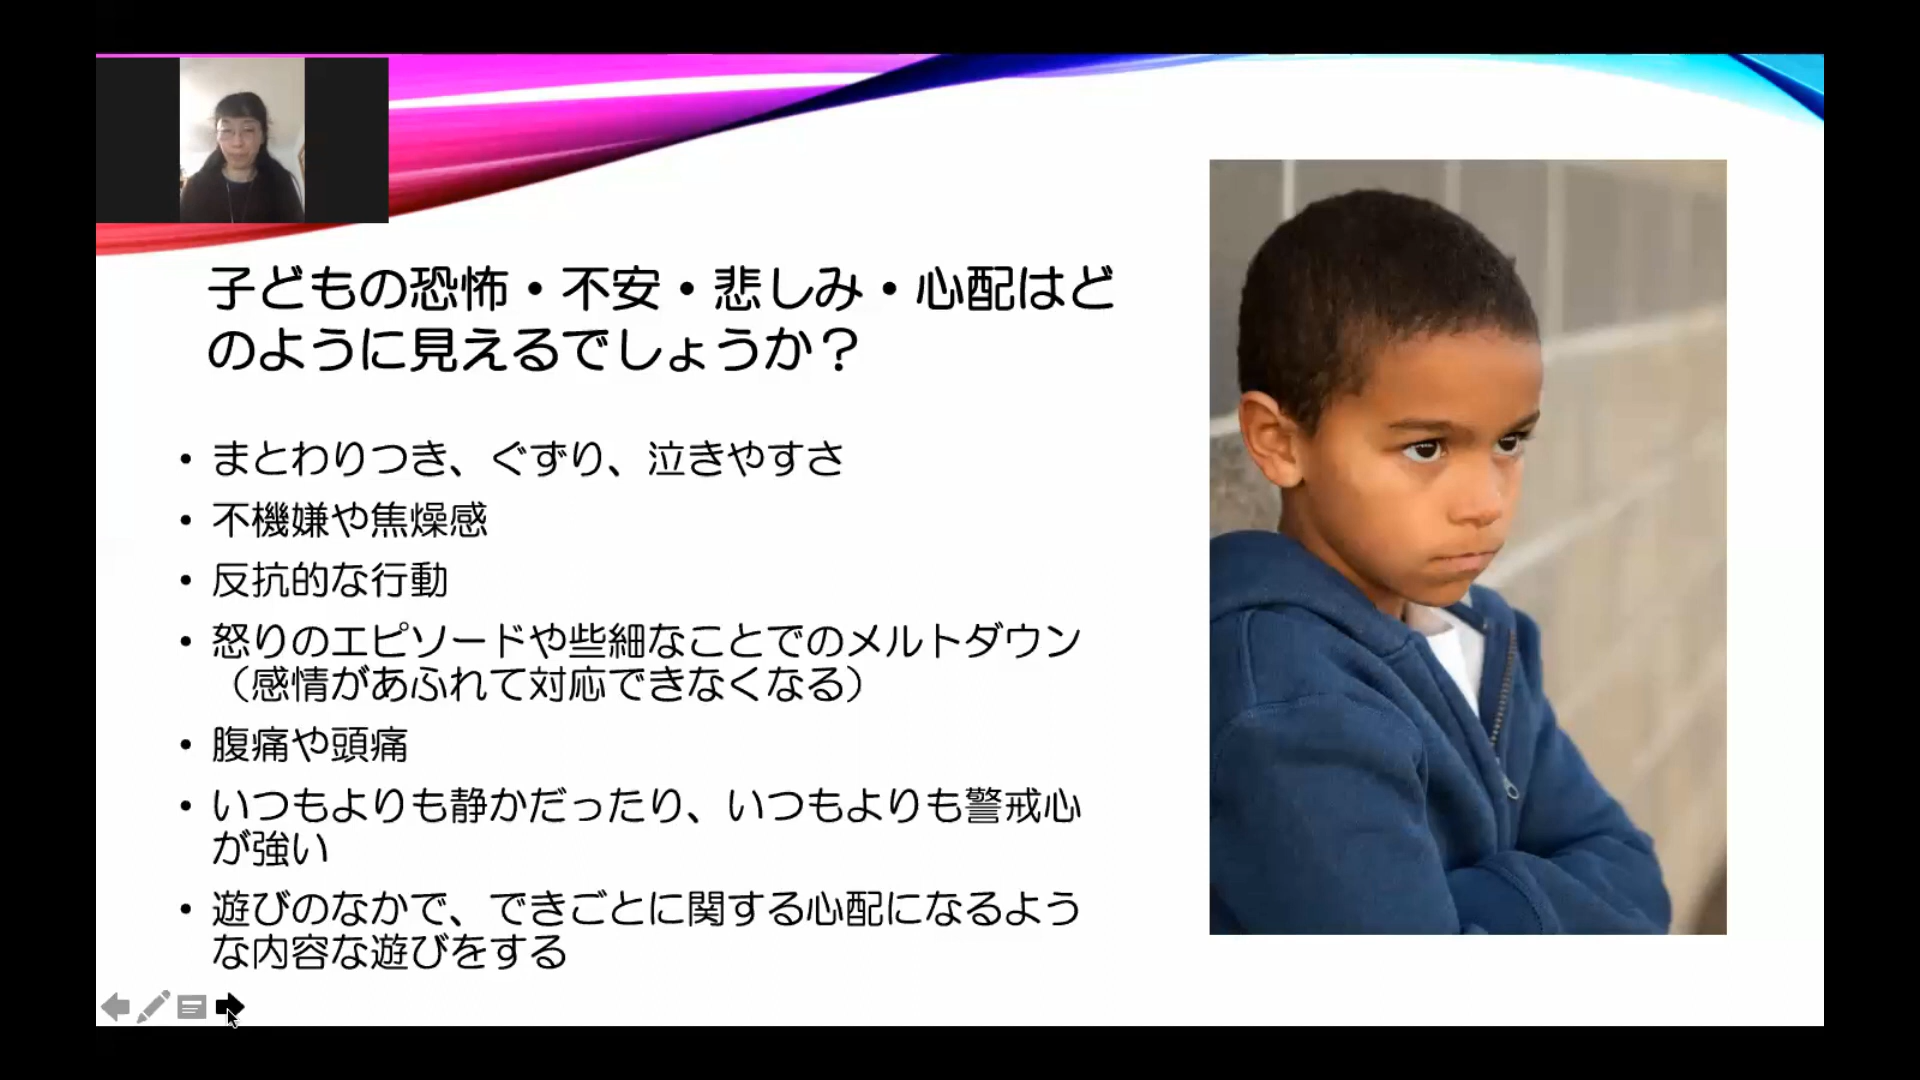 子どもの恐怖・不安・悲しみ・心配はど
のように見えるでしょうか？
• まとわりつき、ぐずり、泣きやすさ
• 不機嫌や焦燥感
• 反抗的な行動
• 怒りのエピソードや些細なことでのメルトダウン
（感情があふれて対応できなくなる）
• 腹痛や頭痛
• いつもよりも静かだったり、いつもよりも警戒心
が強い
• 遊びのなかで、できごとに関する心配になるよう
な内容な遊びをする